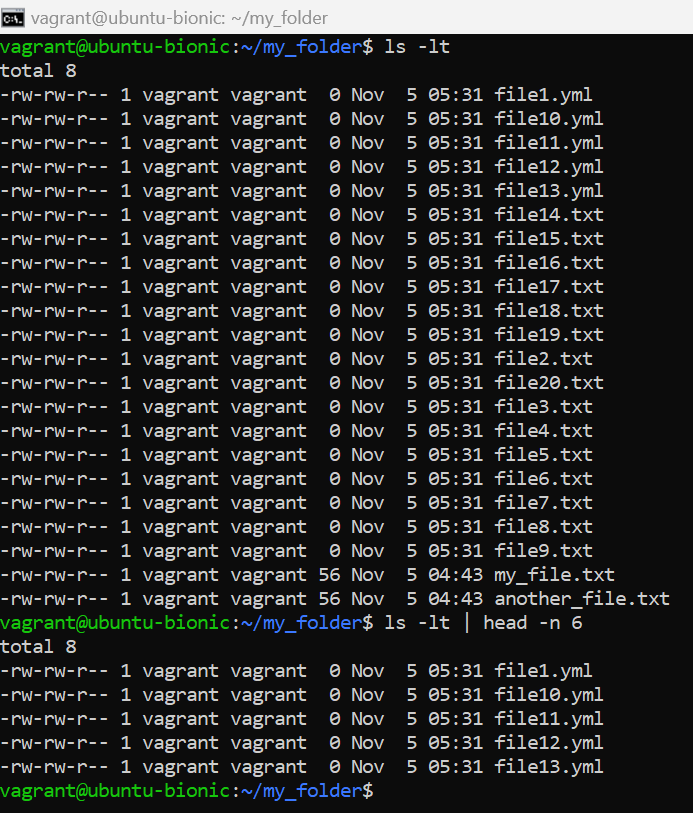 vagrant@ubuntu-bionic: ~/my_folder
vagrant@ubuntu-bionic:~/my_folder$ ls -lt
total 8
-rw-rw-r-- 1 vagrant vagrant  0 Nov  5 05:31 file1.yml
-rw-rw-r-- 1 vagrant vagrant  0 Nov  5 05:31 file10.yml
-rw-rw-r-- 1 vagrant vagrant  0 Nov  5 05:31 file11.yml
-rw-rw-r-- 1 vagrant vagrant  0 Nov  5 05:31 file12.yml
-rw-rw-r-- 1 vagrant vagrant  0 Nov  5 05:31 file13.yml
-rw-rw-r-- 1 vagrant vagrant  0 Nov  5 05:31 file14.txt
-rw-rw-r-- 1 vagrant vagrant  0 Nov  5 05:31 file15.txt
-rw-rw-r-- 1 vagrant vagrant  0 Nov  5 05:31 file16.txt
-rw-rw-r-- 1 vagrant vagrant  0 Nov  5 05:31 file17.txt
-rw-rw-r-- 1 vagrant vagrant  0 Nov  5 05:31 file18.txt
-rw-rw-r-- 1 vagrant vagrant  0 Nov  5 05:31 file19.txt
-rw-rw-r-- 1 vagrant vagrant  0 Nov  5 05:31 file2.txt
-rw-rw-r-- 1 vagrant vagrant  0 Nov  5 05:31 file20.txt
-rw-rw-r-- 1 vagrant vagrant  0 Nov  5 05:31 file3.txt
-rw-rw-r-- 1 vagrant vagrant  0 Nov  5 05:31 file4.txt
-rw-rw-r-- 1 vagrant vagrant  0 Nov  5 05:31 file5.txt
-rw-rw-r-- 1 vagrant vagrant  0 Nov  5 05:31 file6.txt
-rw-rw-r-- 1 vagrant vagrant  0 Nov  5 05:31 file7.txt
-rw-rw-r-- 1 vagrant vagrant  0 Nov  5 05:31 file8.txt
-rw-rw-r-- 1 vagrant vagrant  0 Nov  5 05:31 file9.txt
-rw-rw-r-- 1 vagrant vagrant 56 Nov  5 04:43 my_file.txt
-rw-rw-r-- 1 vagrant vagrant 56 Nov  5 04:43 another_file.txt
vagrant@ubuntu-bionic:~/my_folder$ ls -lt | head -n 6
total 8
-rw-rw-r-- 1 vagrant vagrant  0 Nov  5 05:31 file1.yml
-rw-rw-r-- 1 vagrant vagrant  0 Nov  5 05:31 file10.yml
-rw-rw-r-- 1 vagrant vagrant  0 Nov  5 05:31 file11.yml
-rw-rw-r-- 1 vagrant vagrant  0 Nov  5 05:31 file12.yml
-rw-rw-r-- 1 vagrant vagrant  0 Nov  5 05:31 file13.yml
vagrant@ubuntu-bionic:~/my_folder$